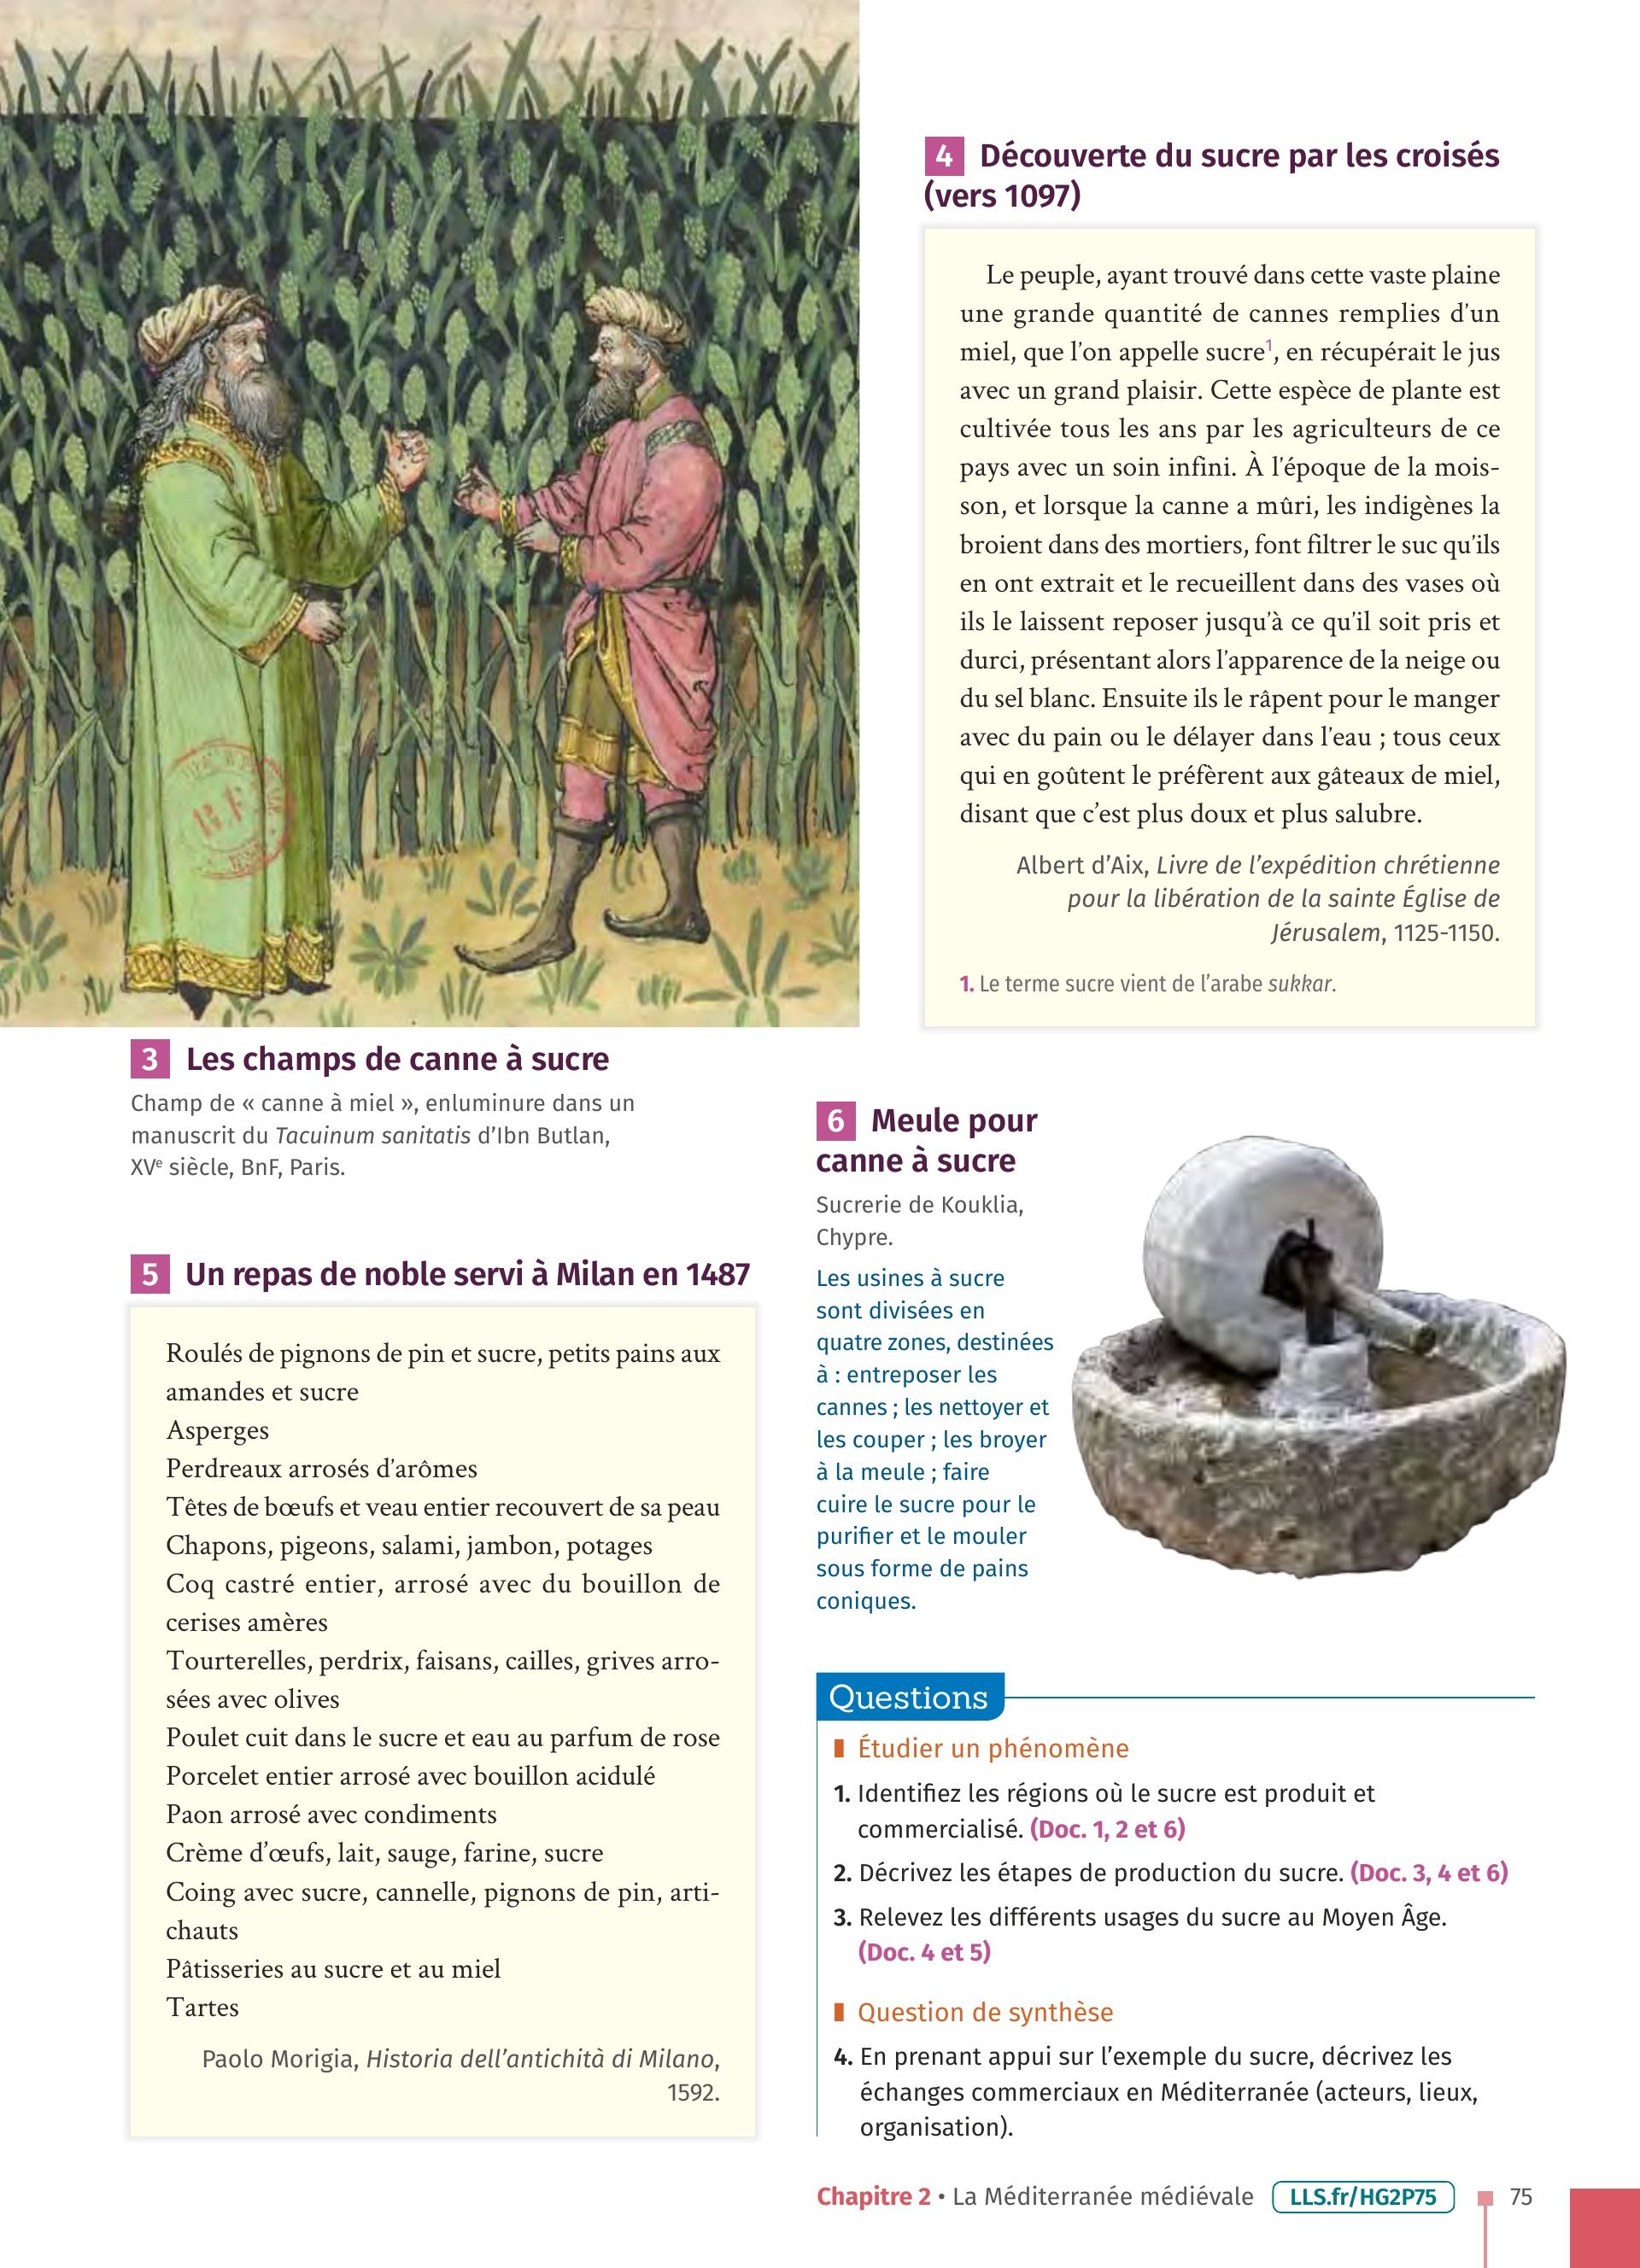 4 Découverte du sucre par les croisés
(vers 1097)
Le peuple, ayant trouvé dans cette vaste plaine
une grande quantité de cannes remplies d'un
miel, que l'on appelle sucre¹, en récupérait le jus
avec un grand plaisir. Cette espèce de plante est
cultivée tous les ans par les agriculteurs de ce
pays avec un soin infini. À l'époque de la mois-
son, et lorsque la canne a mûri, les indigènes la
broient dans des mortiers, font filtrer le suc qu'ils
en ont extrait et le recueillent dans des vases où
ils le laissent reposer jusqu'à ce qu'il soit pris et
durci, présentant alors l'apparence de la neige ou
du sel blanc. Ensuite ils le râpent pour le manger
avec du pain ou le délayer dans l'eau ; tous ceux
qui en goûtent le préfèrent aux gâteaux de miel,
disant que c'est plus doux et plus salubre.
Albert d'Aix, Livre de l'expédition chrétienne
pour la libération de la sainte Église de
Jérusalem, 1125-1150.
1. Le terme sucre vient de l'arabe sukkar.
3 Les champs de canne à sucre
Champ de « canne à miel », enluminure dans un
manuscrit du Tacuinum sanitatis d'Ibn Butlan,
XVe siècle, BnF, Paris.
5 Un repas de noble servi à Milan en 1487
Roulés de pignons de pin et sucre, petits pains aux
amandes et sucre
Asperges
Perdreaux arrosés d'arômes
Têtes de bœufs et veau entier recouvert de sa peau
Chapons, pigeons, salami, jambon, potages
Coq castré entier, arrosé avec du bouillon de
cerises amères
Tourterelles, perdrix, faisans, cailles, grives arro-
sées avec olives
Poulet cuit dans le sucre et eau au parfum de rose
Porcelet entier arrosé avec bouillon acidulé
Paon arrosé avec condiments
Crème d'œufs, lait, sauge, farine, sucre
Coing avec sucre, cannelle, pignons de pin, arti-
chauts
Pâtisseries au sucre et au miel
Tartes
Paolo Morigia, Historia dell'antichità di Milano,
1592.
6 Meule pour
canne à sucre
Sucrerie de Kouklia,
Chypre.
Les usines à sucre
sont divisées en
quatre zones, destinées
à : entreposer les
cannes ; les nettoyer et
les couper ; les broyer
à la meule ; faire
cuire le sucre pour le
purifier et le mouler
sous forme de pains
coniques.
Questions
Étudier un phénomène
1. Identifiez les régions où le sucre est produit et
commercialisé. (Doc. 1, 2 et 6)
2. Décrivez les étapes de production du sucre. (Doc. 3, 4 et 6)
3. Relevez les différents usages du sucre au Moyen Âge.
(Doc. 4 et 5)
Question de synthèse
4. En prenant appui sur l'exemple du sucre, décrivez les
échanges commerciaux en Méditerranée (acteurs, lieux,
organisation).
Chapitre 2 • La Méditerranée médiévale LLS.fr/HG2P75 75